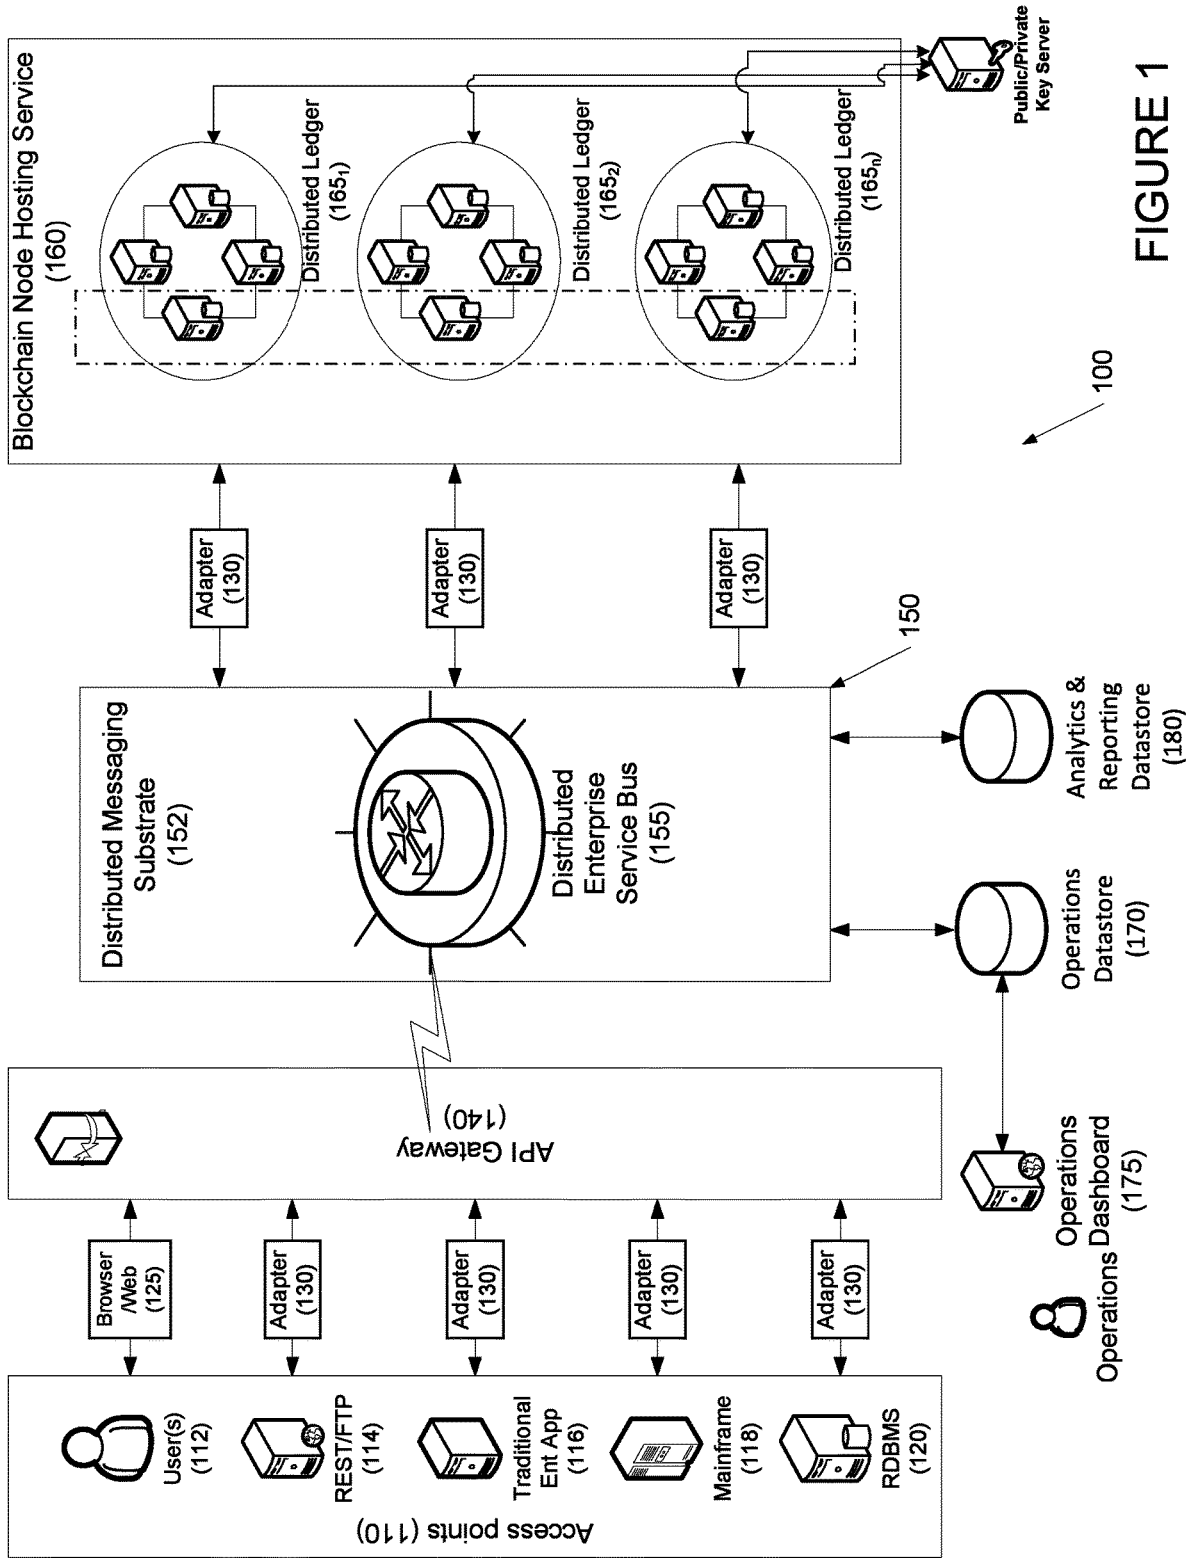 Access points (110)
User(s)
(112)
REST/FTP
(114)
Traditional
Ent App
(116)
Mainframe
(118)
RDBMS
(120)
Browser
/Web
(125)
Adapter
(130)
Adapter
(130)
Adapter
(130)
Adapter
(130)
API Gateway
(140)
Distributed Messaging
Substrate
(152)
Distributed
Enterprise
Service Bus
(155)
150
Adapter
(130)
Adapter
(130)
Adapter
(130)
Blockchain Node Hosting Service
(160)
Distributed Ledger
(165₁)
Distributed Ledger
(165₂)
Distributed Ledger
(165ₙ)
Public/Private
Key Server
Operations
Operations
Dashboard
(175)
Operations
Datastore
(170)
Analytics &
Reporting
Datastore
(180)
100
FIGURE 1